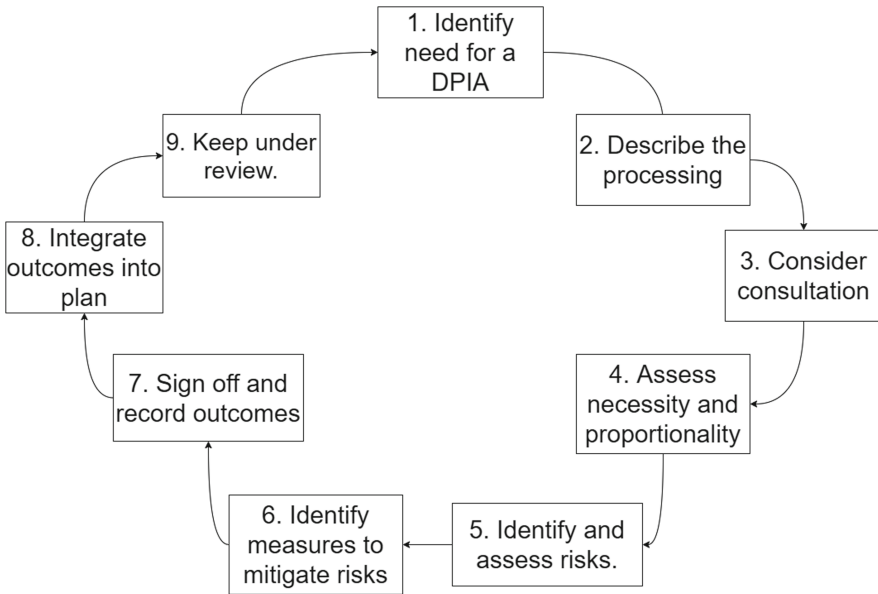 1. Identify
need for a
DPIA
2. Describe the
processing
3. Consider
consultation
4. Assess
necessity and
proportionality
5. Identify and
assess risks.
6. Identify
measures to
mitigate risks
7. Sign off and
record outcomes
8. Integrate
outcomes into
plan
9. Keep under
review.